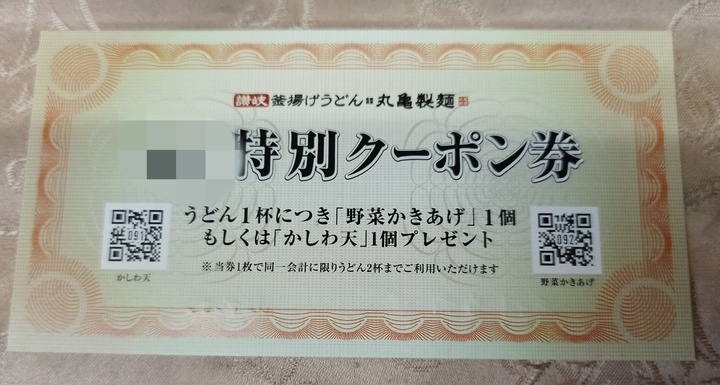 讃岐釜揚げうどん 丸亀製麺
特別クーポン券
うどん1杯につき「野菜かきあげ」1個
もしくは「かしわ天」1個プレゼント
※当券1枚で同一会計に限りうどん2杯までご利用いただけます
091
かしわ天
092
野菜かきあげ